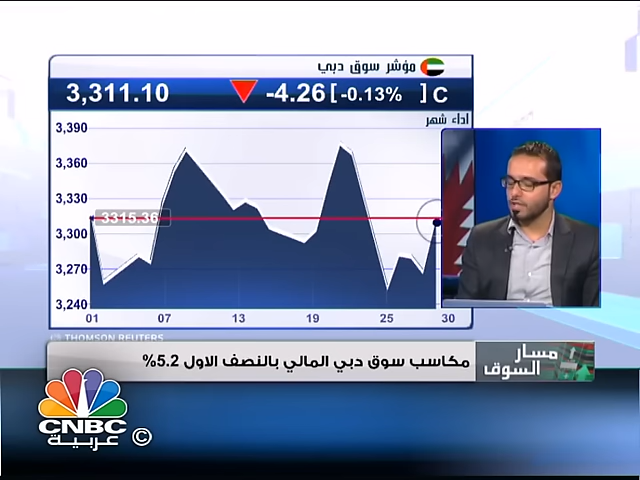 مؤشر سوق دبي
3,311.10 -4.26 [-0.13% ] C
اداء شهر
3,390
3,360
3,330
3315.36
3,300
3,270
3,240
01 07 13 19 25 30
THOMSON REUTERS
مسار السوق
مكاسب سوق دبي المالي بالنصف الاول 5.2%
CNBC
عربية ©